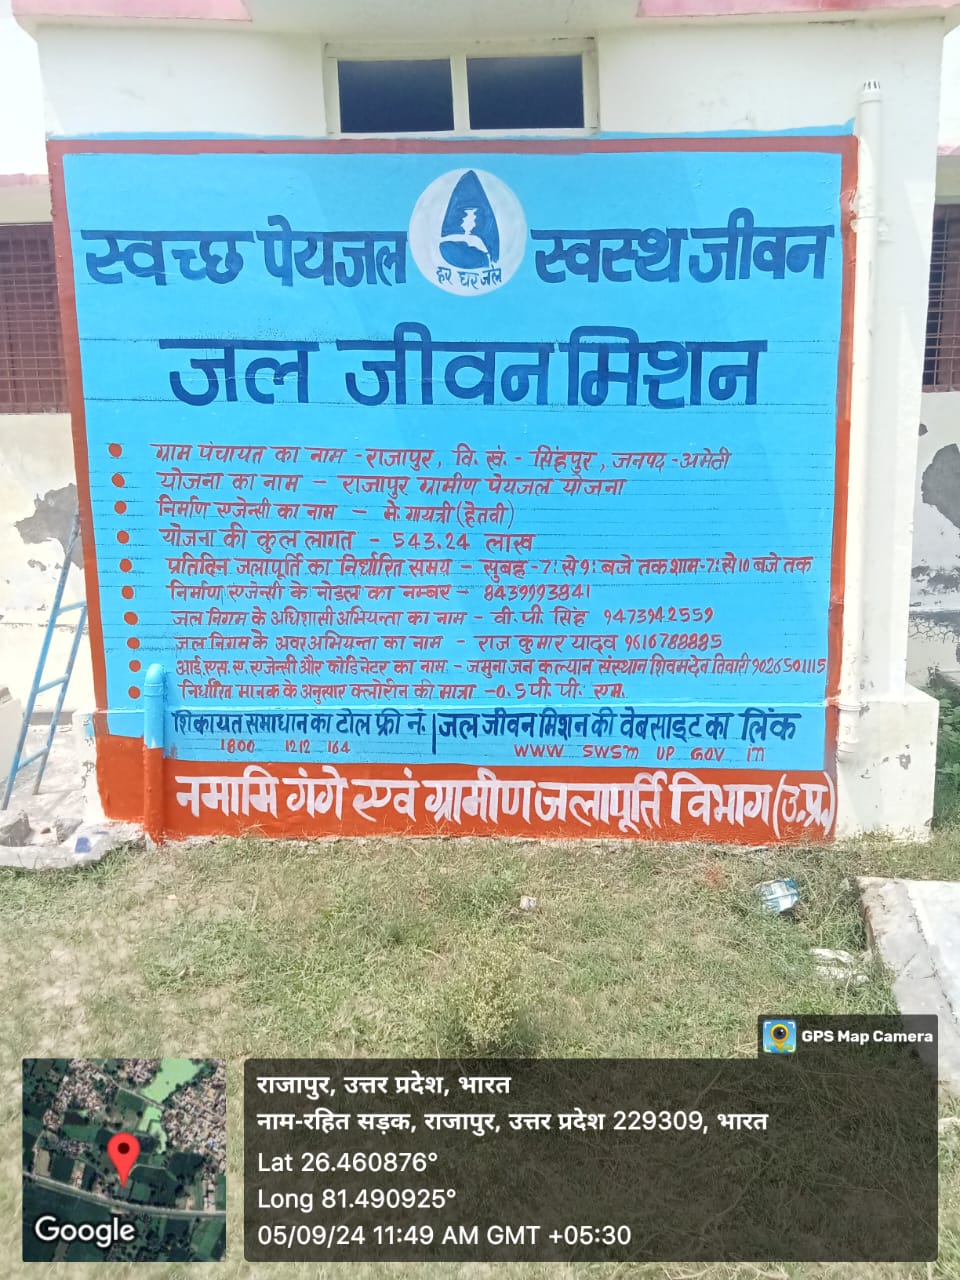 स्वच्छ पेयजल स्वस्थ जीवन
हर घर जल
जल जीवन मिशन
ग्राम पंचायत का नाम - राजापुर, वि. खं. - सिंहपुर, जनपद - अमेठी
योजना का नाम - राजापुर ग्रामीण पेयजल योजना
निर्माण एजेन्सी का नाम - मे. गायत्री (हेतवी)
योजना की कुल लागत - 543.24 लाख
प्रतिदिन जलापूर्ति का निर्धारित समय - सुबह - 7: से 9: बजे तक शाम - 7: से 10 बजे तक
निर्माण एजेन्सी के नोडल का नम्बर - 8439993841
जल निगम के अधिशासी अभियन्ता का नाम - वी. पी. सिंह 9473942559
जल निगम के अवर अभियन्ता का नाम - राज कुमार यादव
आई. एस. ए. एजेन्सी और कोडिनेटर का नाम - जमुना जन कल्यान संस्थान शिवमदेव तिवारी 9026501115
निर्धारित मानक के अनुसार क्लोरीन की मात्रा - 0.5 पी. पी. एम.
शिकायत समाधान का टोल फ्री नं. | जल जीवन मिशन की वेबसाइट का लिंक
1800 1212 164 WWW SWSM UP GOV IN
नमामि गंगे एवं ग्रामीण जलापूर्ति विभाग (उ.प्र.)
GPS Map Camera
राजापुर, उत्तर प्रदेश, भारत
नाम-रहित सड़क, राजापुर, उत्तर प्रदेश 229309, भारत
Lat 26.460876°
Long 81.490925°
05/09/24 11:49 AM GMT +05:30
Google